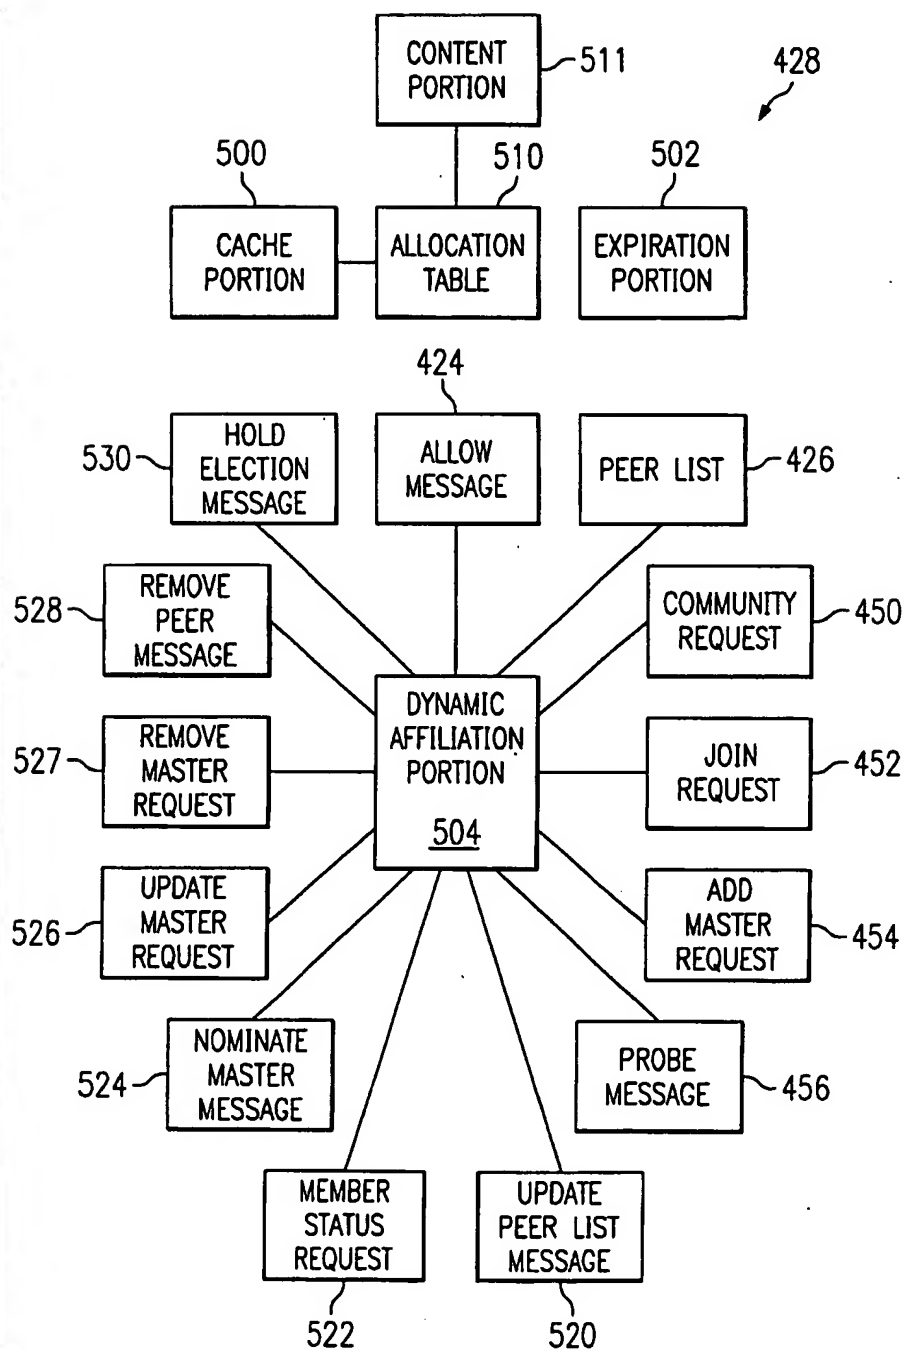 CONTENT
PORTION
511
428
500
510
502
CACHE
PORTION
ALLOCATION
TABLE
EXPIRATION
PORTION
424
530
HOLD
ELECTION
MESSAGE
ALLOW
MESSAGE
PEER LIST
426
528
REMOVE
PEER
MESSAGE
COMMUNITY
REQUEST
450
DYNAMIC
AFFILIATION
PORTION
504
527
REMOVE
MASTER
REQUEST
JOIN
REQUEST
452
526
UPDATE
MASTER
REQUEST
ADD
MASTER
REQUEST
454
524
NOMINATE
MASTER
MESSAGE
PROBE
MESSAGE
456
MEMBER
STATUS
REQUEST
UPDATE
PEER LIST
MESSAGE
522
520